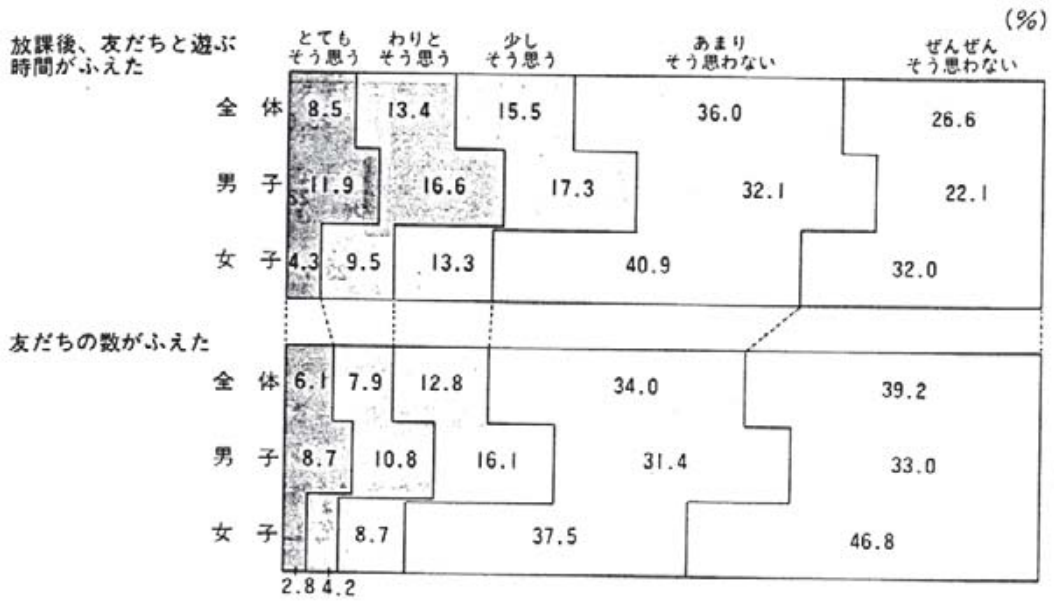 (%)
放課後、友だちと遊ぶ
時間がふえた
とても
そう思う
わりと
そう思う
少し
そう思う
あまり
そう思わない
ぜんぜん
そう思わない
全体 8.5 13.4 15.5 36.0 26.6
男子 11.9 16.6 17.3 32.1 22.1
女子 4.3 9.5 13.3 40.9 32.0
友だちの数がふえた
全体 6.1 7.9 12.8 34.0 39.2
男子 8.7 10.8 16.1 31.4 33.0
女子 8.7 37.5 46.8
2.8 4.2